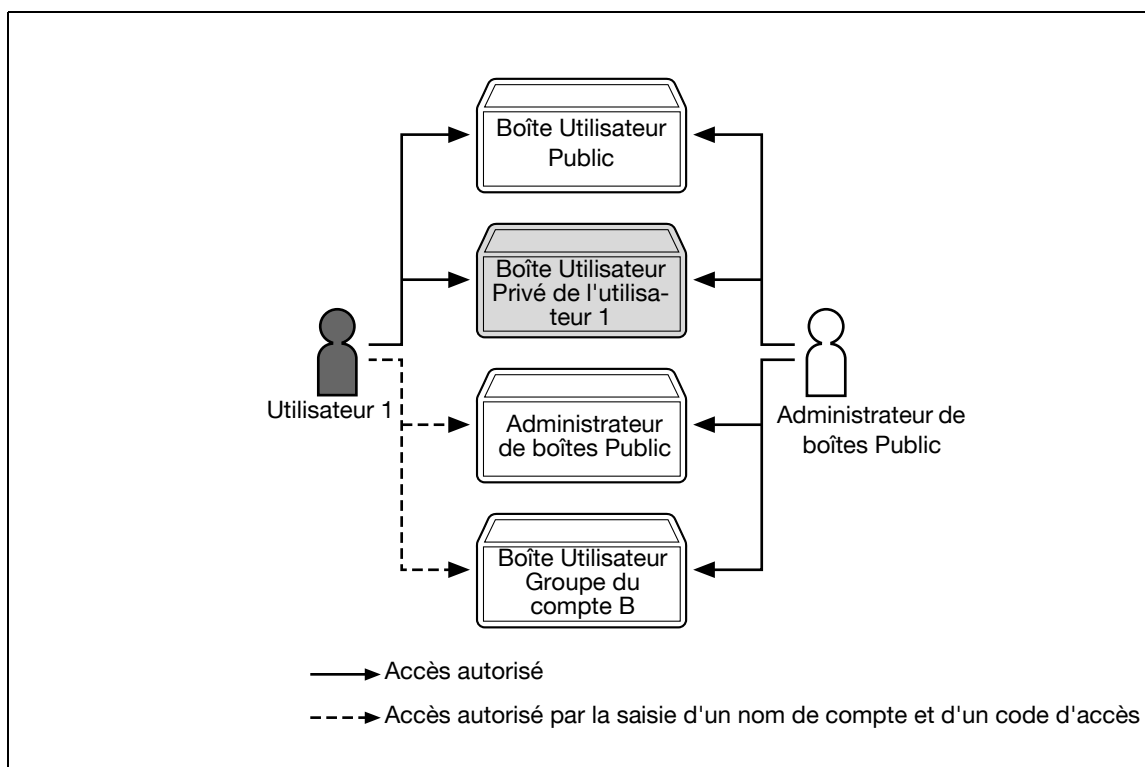 Boîte Utilisateur
Public
Boîte Utilisateur
Privé de l'utilisa-
teur 1
Utilisateur 1
Administrateur
de boîtes Public
Administrateur de
boîtes Public
Boîte Utilisateur
Groupe du
compte B
Accès autorisé
Accès autorisé par la saisie d'un nom de compte et d'un code d'accès